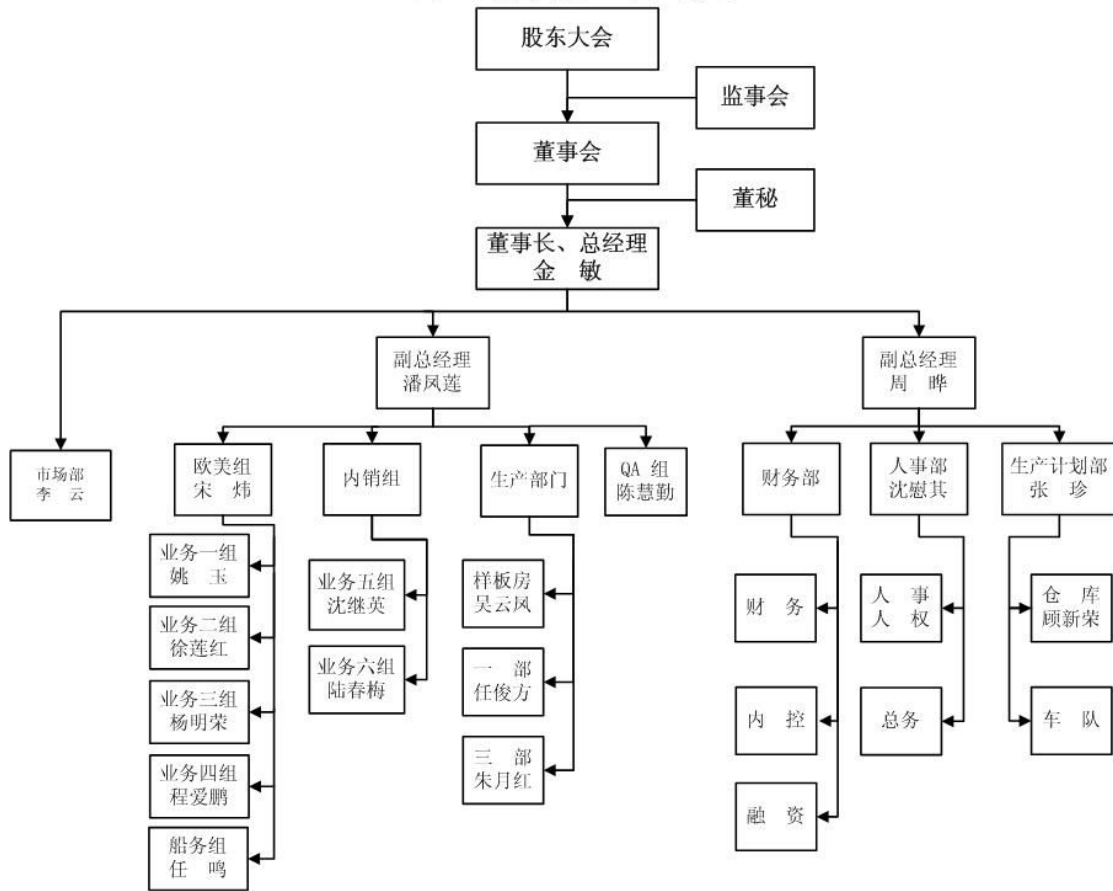 股东大会
监事会
董事会
董秘
董事长、总经理
金 敏
副总经理
潘凤莲
副总经理
周 晔
市场部
李 云
欧美组
宋 炜
内销组
生产部门
QA 组
陈慧勤
财务部
人事部
沈慰其
生产计划部
张 珍
业务一组
姚 玉
业务二组
徐莲红
业务三组
杨明荣
业务四组
程爱鹏
船务组
任 鸣
业务五组
沈继英
业务六组
陆春梅
样板房
吴云凤
一 部
任俊方
三 部
朱月红
财 务
内 控
融 资
人 事
人 权
总务
仓 库
顾新荣
车 队